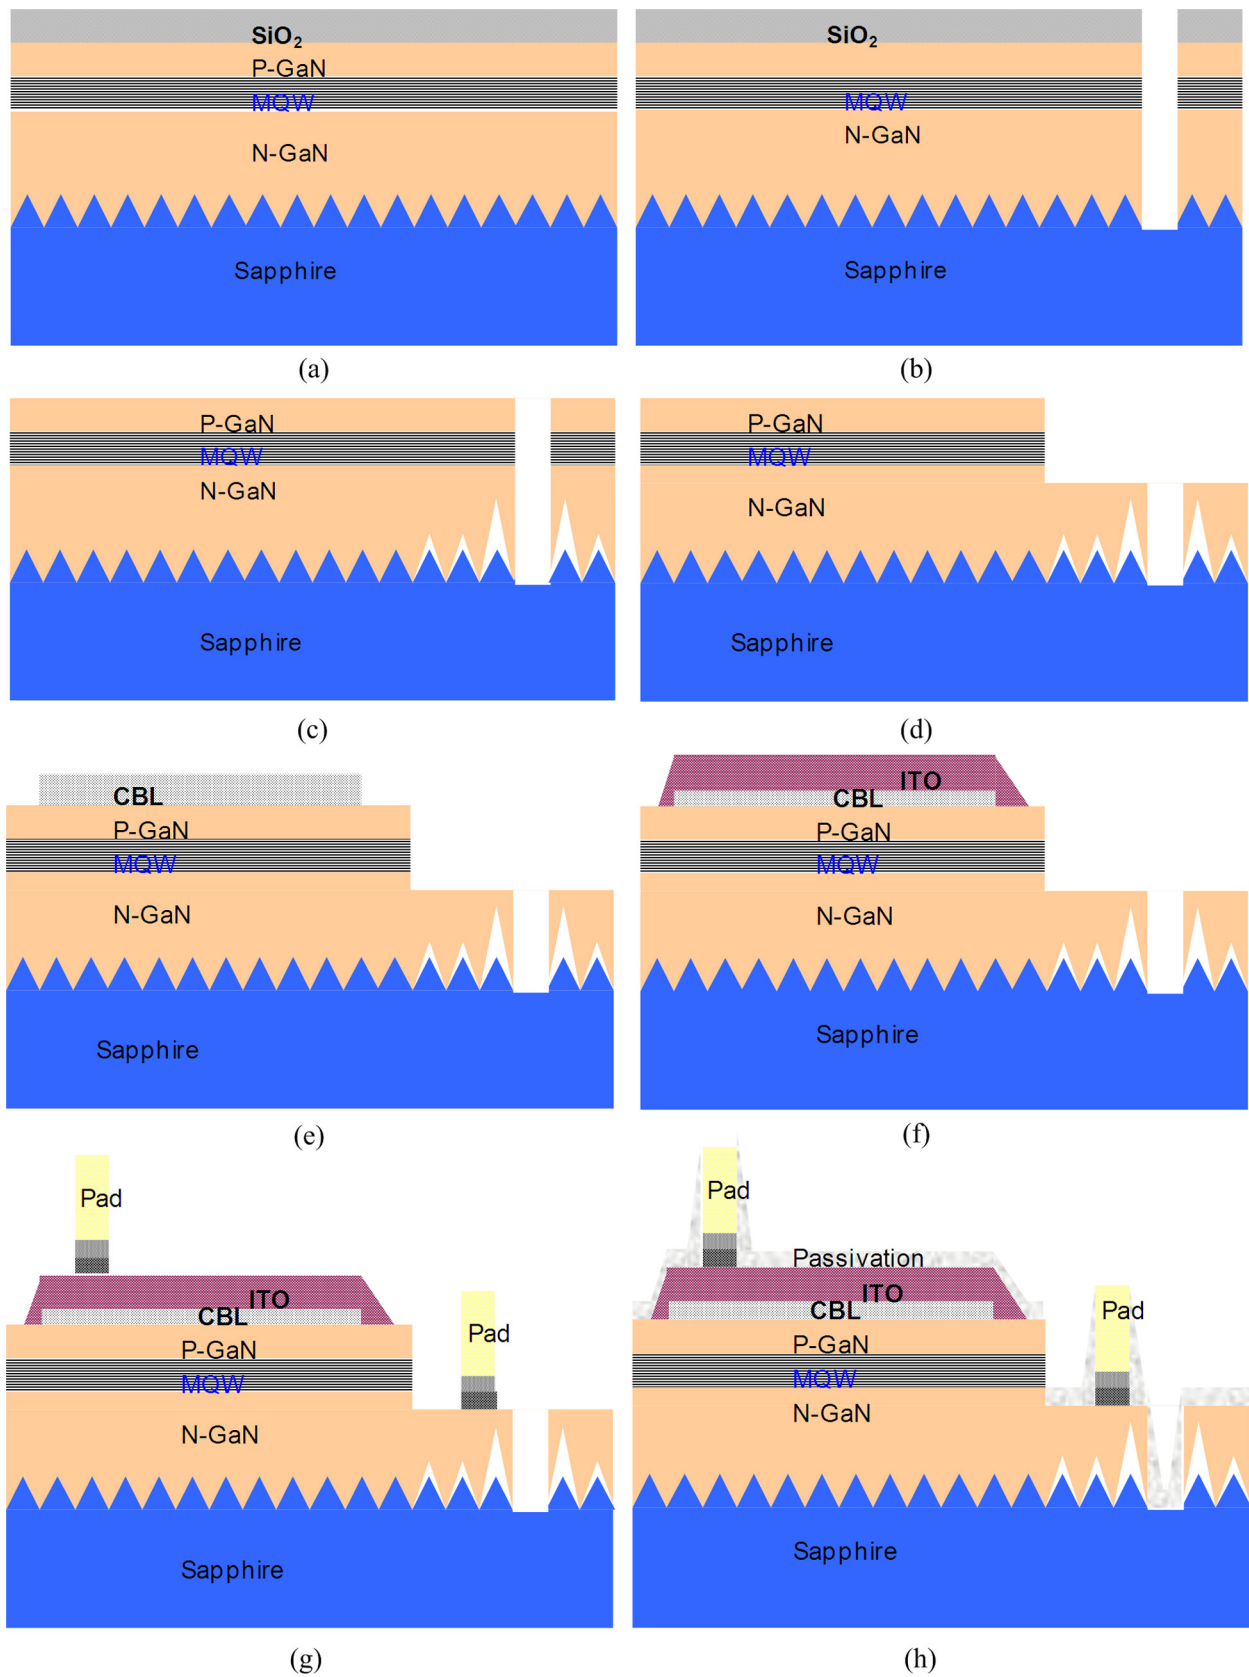 SiO₂
P-GaN
MQW
N-GaN
Sapphire
(a)
SiO₂
MQW
N-GaN
Sapphire
(b)
P-GaN
MQW
N-GaN
Sapphire
(c)
P-GaN
MQW
N-GaN
Sapphire
(d)
CBL
P-GaN
MQW
N-GaN
Sapphire
(e)
ITO
CBL
P-GaN
MQW
N-GaN
Sapphire
(f)
Pad
ITO
CBL
Pad
P-GaN
MQW
N-GaN
Sapphire
(g)
Pad
Passivation
ITO
CBL
Pad
P-GaN
MQW
N-GaN
Sapphire
(h)